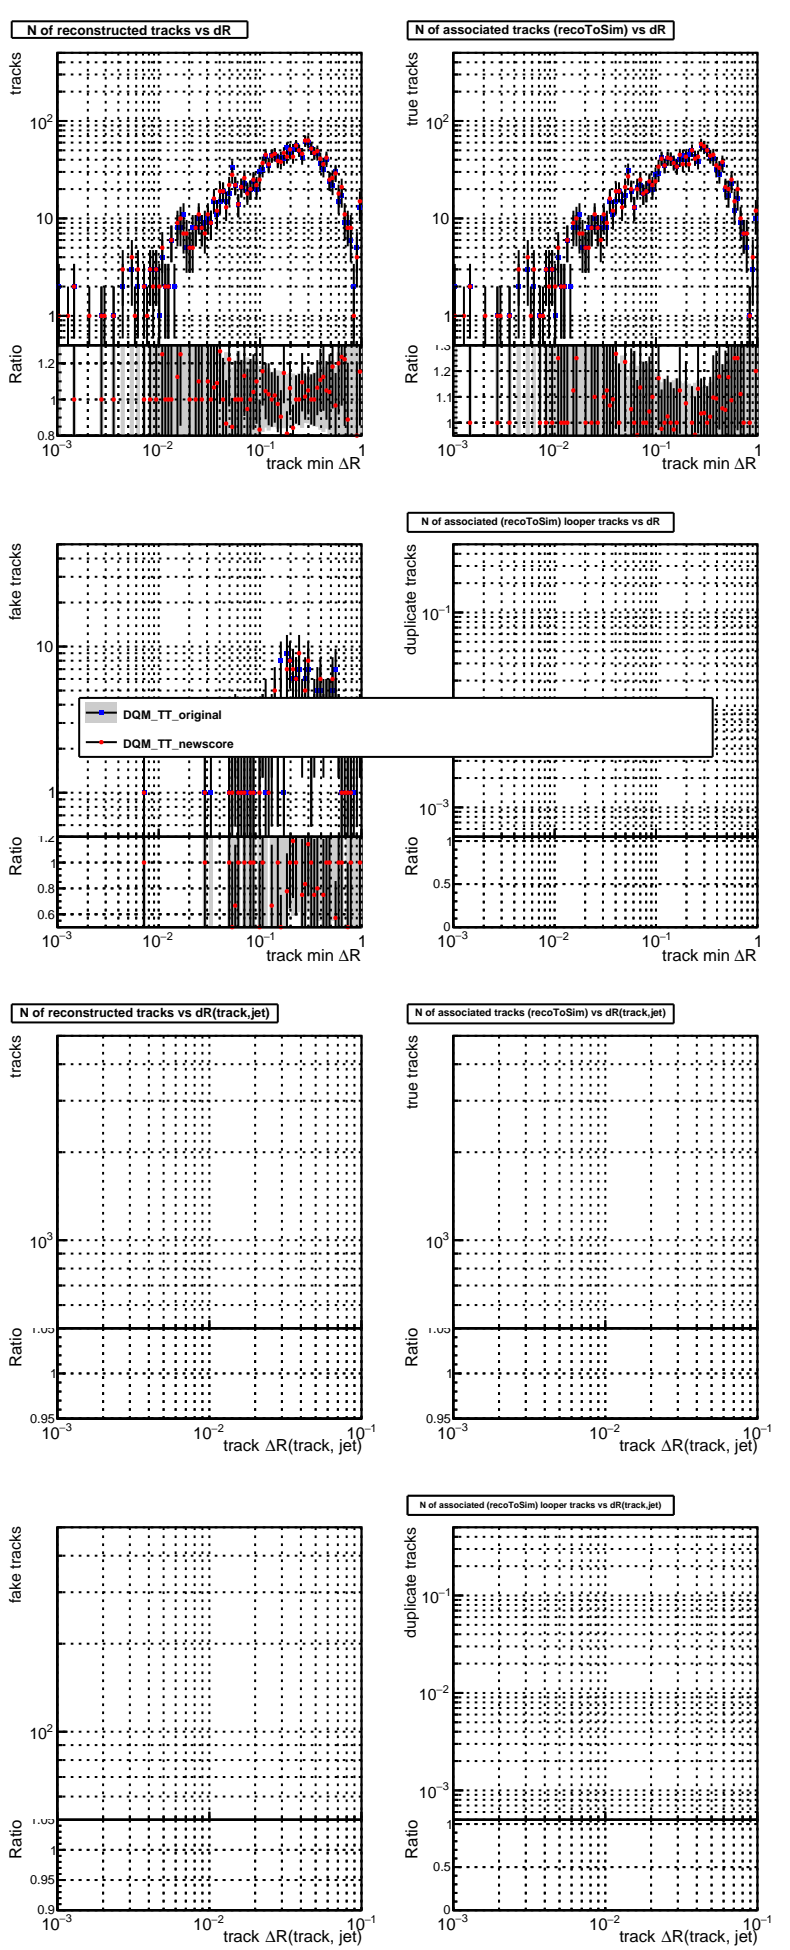 N of reconstructed tracks vs dR
tracks
10²
10
1
Ratio
1.2
1
0.8
10⁻³ 10⁻² 10⁻¹ 1
track min ΔR
N of associated tracks (recoToSim) vs dR
true tracks
10²
10
1
Ratio
1.3
1.2
1.1
1
10⁻³ 10⁻² 10⁻¹ 1
track min ΔR
fake tracks
10
1
Ratio
1.2
1
0.8
0.6
10⁻³ 10⁻² 10⁻¹ 1
track min ΔR
N of associated (recoToSim) looper tracks vs dR
duplicate tracks
10⁻¹
10⁻³
Ratio
1
0.5
0
10⁻³ 10⁻² 10⁻¹ 1
track min ΔR
DQM_TT_original
DQM_TT_newscore
N of reconstructed tracks vs dR(track,jet)
tracks
10³
Ratio
1.05
1
0.95
10⁻³ 10⁻² 10⁻¹
track ΔR(track, jet)
N of associated tracks (recoToSim) vs dR(track,jet)
true tracks
10³
Ratio
1.05
1
0.95
10⁻³ 10⁻² 10⁻¹
track ΔR(track, jet)
fake tracks
10²
Ratio
1.05
1
0.95
0.9
10⁻³ 10⁻² 10⁻¹
track ΔR(track, jet)
N of associated (recoToSim) looper tracks vs dR(track,jet)
duplicate tracks
10⁻¹
10⁻²
10⁻³
Ratio
1
0.5
0
10⁻³ 10⁻² 10⁻¹
track ΔR(track, jet)